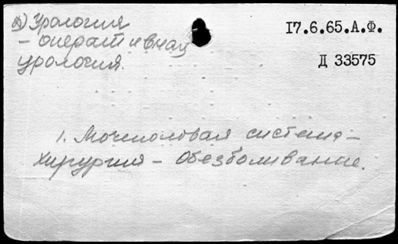 а) Урология
17.6.65.А.Ф.
– оперативная
урология.
Д 33575
1. Мочеполовая система –
хирургия – Обезболивание.